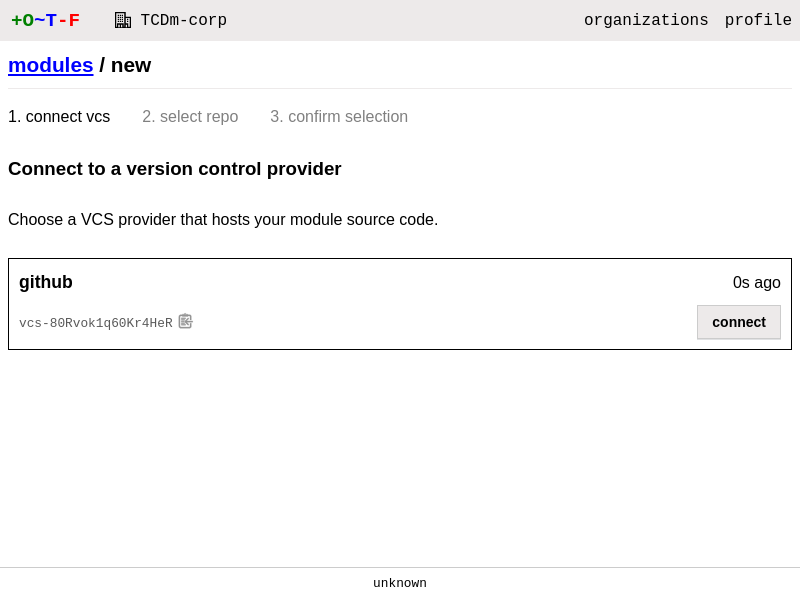 +O~T-F TCDm-corp organizations profile
modules / new
1. connect vcs 2. select repo 3. confirm selection
Connect to a version control provider
Choose a VCS provider that hosts your module source code.
github 0s ago
vcs-80Rvok1q60Kr4HeR connect
unknown